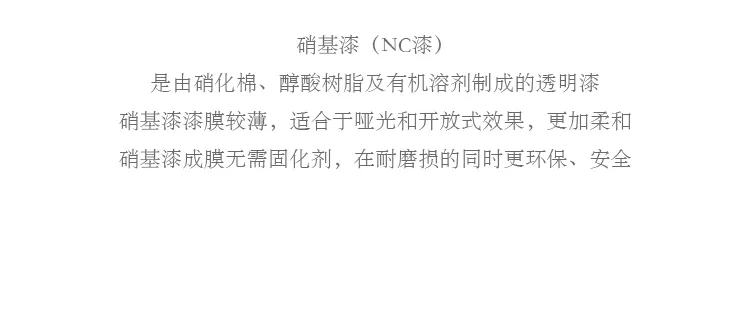 硝基漆（NC漆）
是由硝化棉、醇酸树脂及有机溶剂制成的透明漆
硝基漆漆膜较薄，适合于哑光和开放式效果，更加柔和
硝基漆成膜无需固化剂，在耐磨损的同时更环保、安全